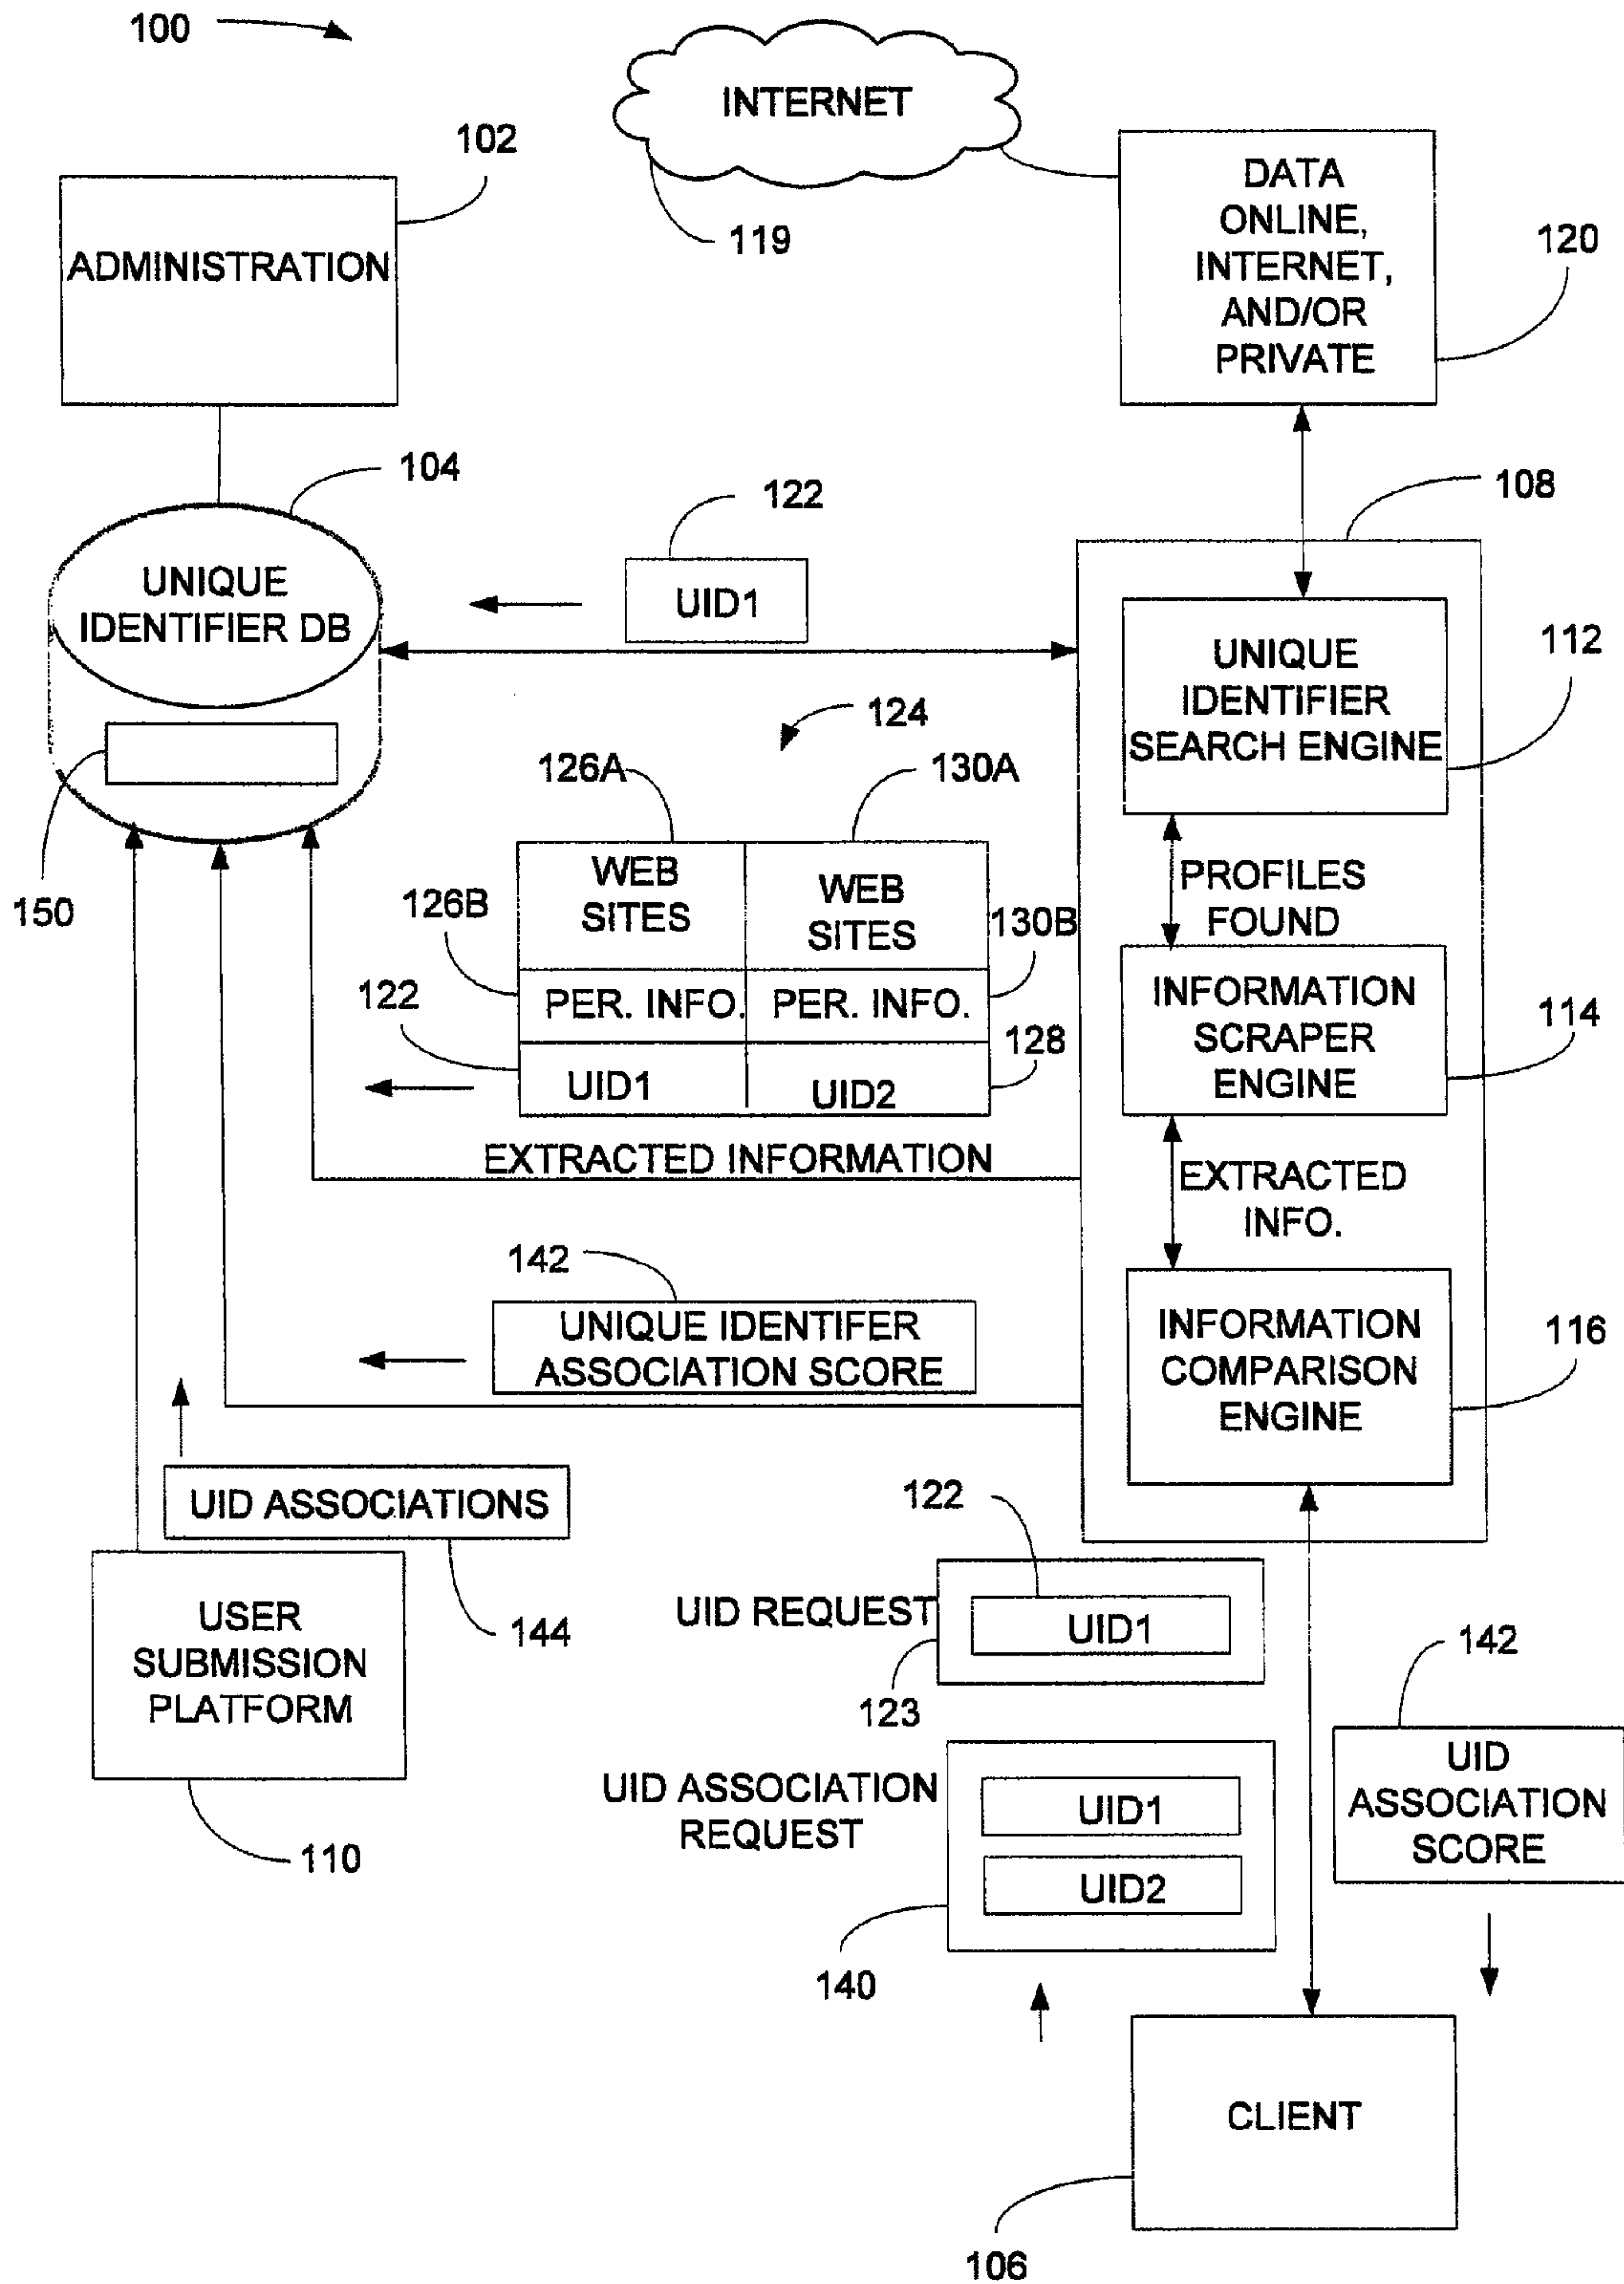 100
INTERNET
119
102
ADMINISTRATION
DATA
ONLINE,
INTERNET,
AND/OR
PRIVATE
120
104
UNIQUE
IDENTIFIER DB
150
122
UID1
108
UNIQUE
IDENTIFIER
SEARCH ENGINE
112
124
126A
130A
WEB
SITES
WEB
SITES
126B
130B
PER. INFO.
PER. INFO.
122
UID1
UID2
128
PROFILES
FOUND
INFORMATION
SCRAPER
ENGINE
114
EXTRACTED INFORMATION
EXTRACTED
INFO.
142
UNIQUE IDENTIFER
ASSOCIATION SCORE
INFORMATION
COMPARISON
ENGINE
116
UID ASSOCIATIONS
144
USER
SUBMISSION
PLATFORM
110
122
UID REQUEST
UID1
123
142
UID
ASSOCIATION
SCORE
UID ASSOCIATION
REQUEST
UID1
UID2
140
CLIENT
106